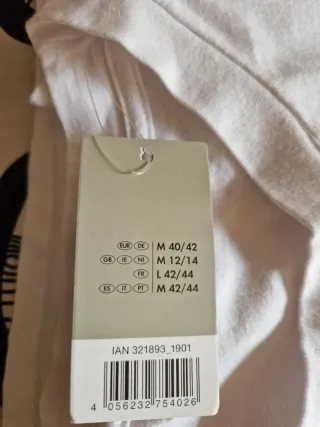 EUR DE M 40/42
GB IE NI M 12/14
FR L 42/44
ES IT PT M 42/44
IAN 321893_1901
4 056232 754026